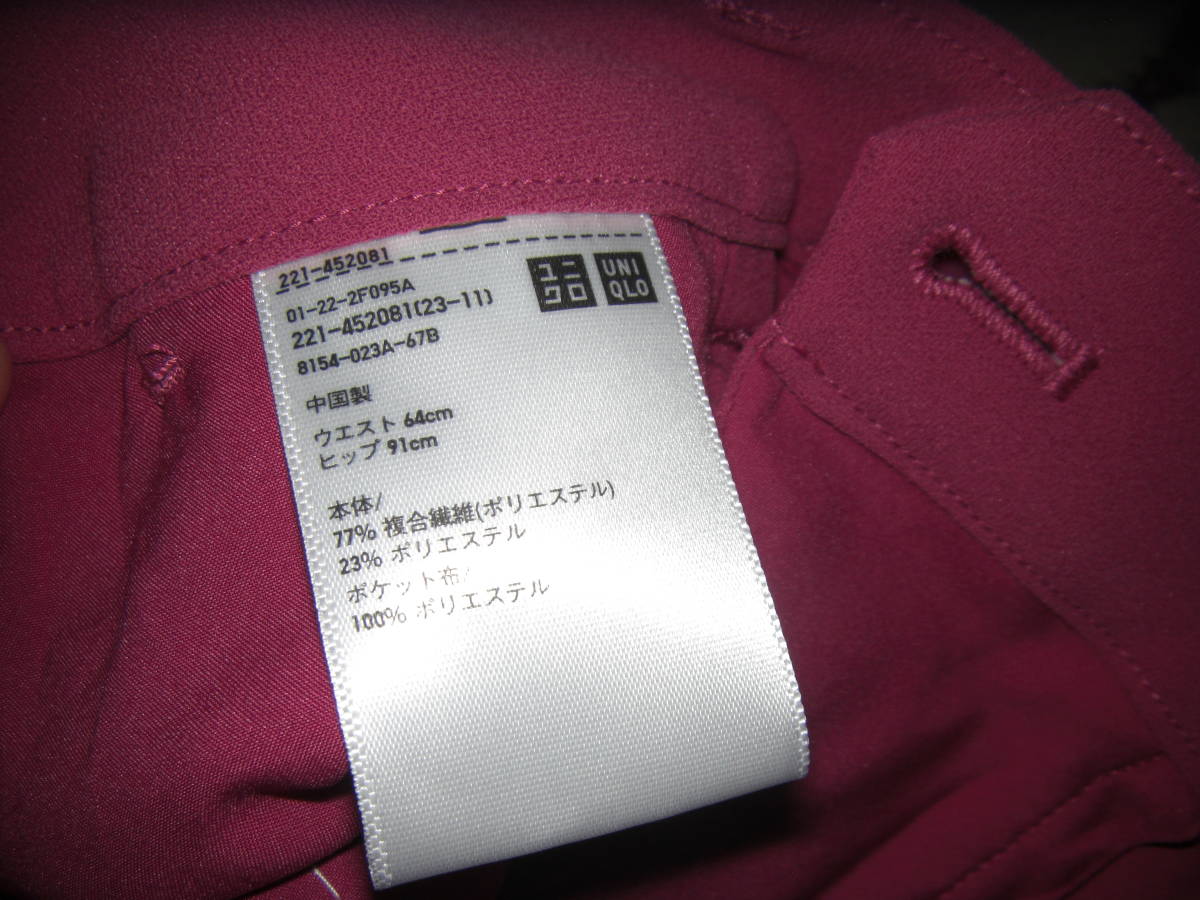 221-452081
01-22-2F095A
221-452081(23-11)
8154-023A-67B
ユニクロ
UNIQLO
中国製
ウエスト 64cm
ヒップ 91cm
本体/
77% 複合繊維(ポリエステル)
23% ポリエステル
ポケット布/
100% ポリエステル